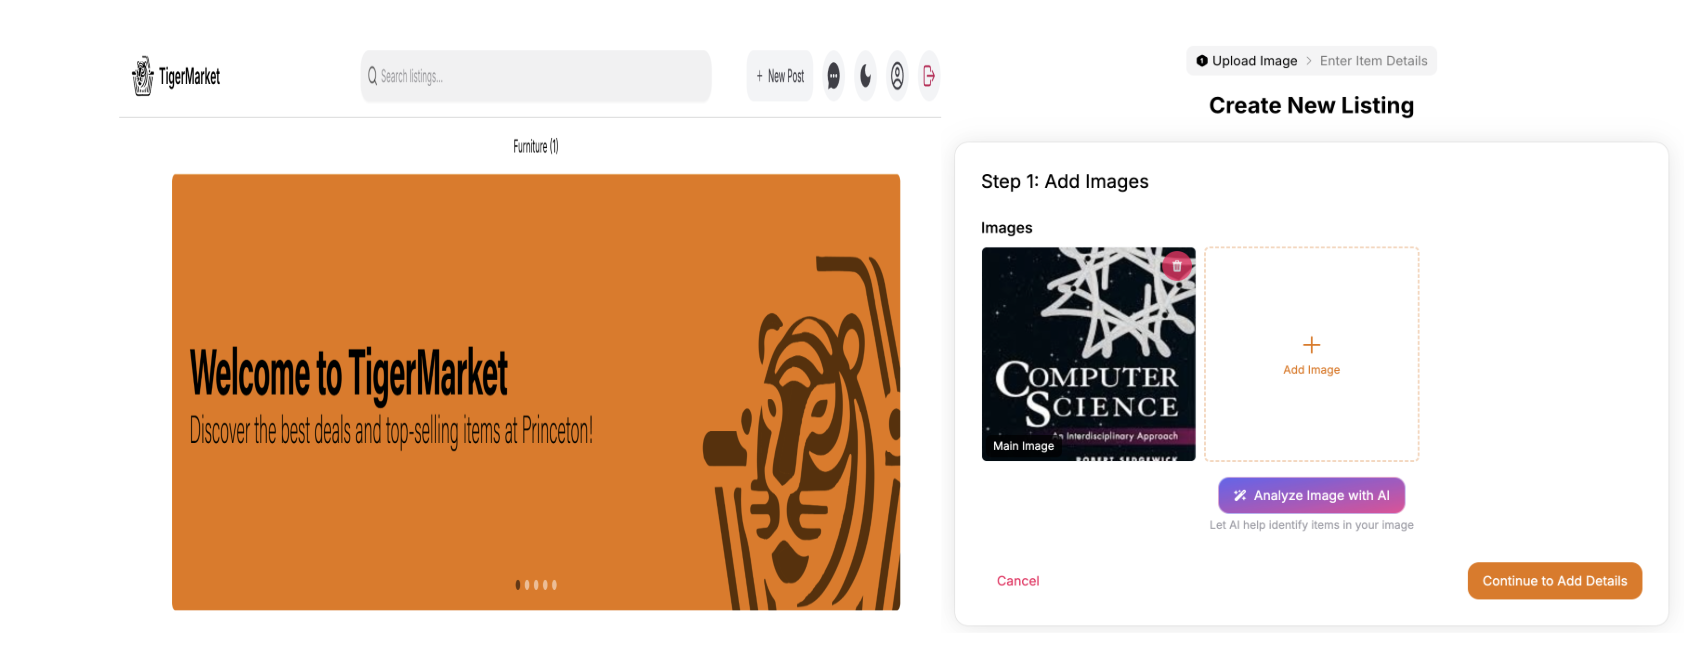 TigerMarket
Search listings...
+ New Post
Furniture (1)
Welcome to TigerMarket
Discover the best deals and top-selling items at Princeton!
1 Upload Image > Enter Item Details
Create New Listing
Step 1: Add Images
Images
COMPUTER
SCIENCE
An Interdisciplinary Approach
ROBERT SEDGEWICK
Main Image
Add Image
Analyze Image with AI
Let AI help identify items in your image
Cancel
Continue to Add Details